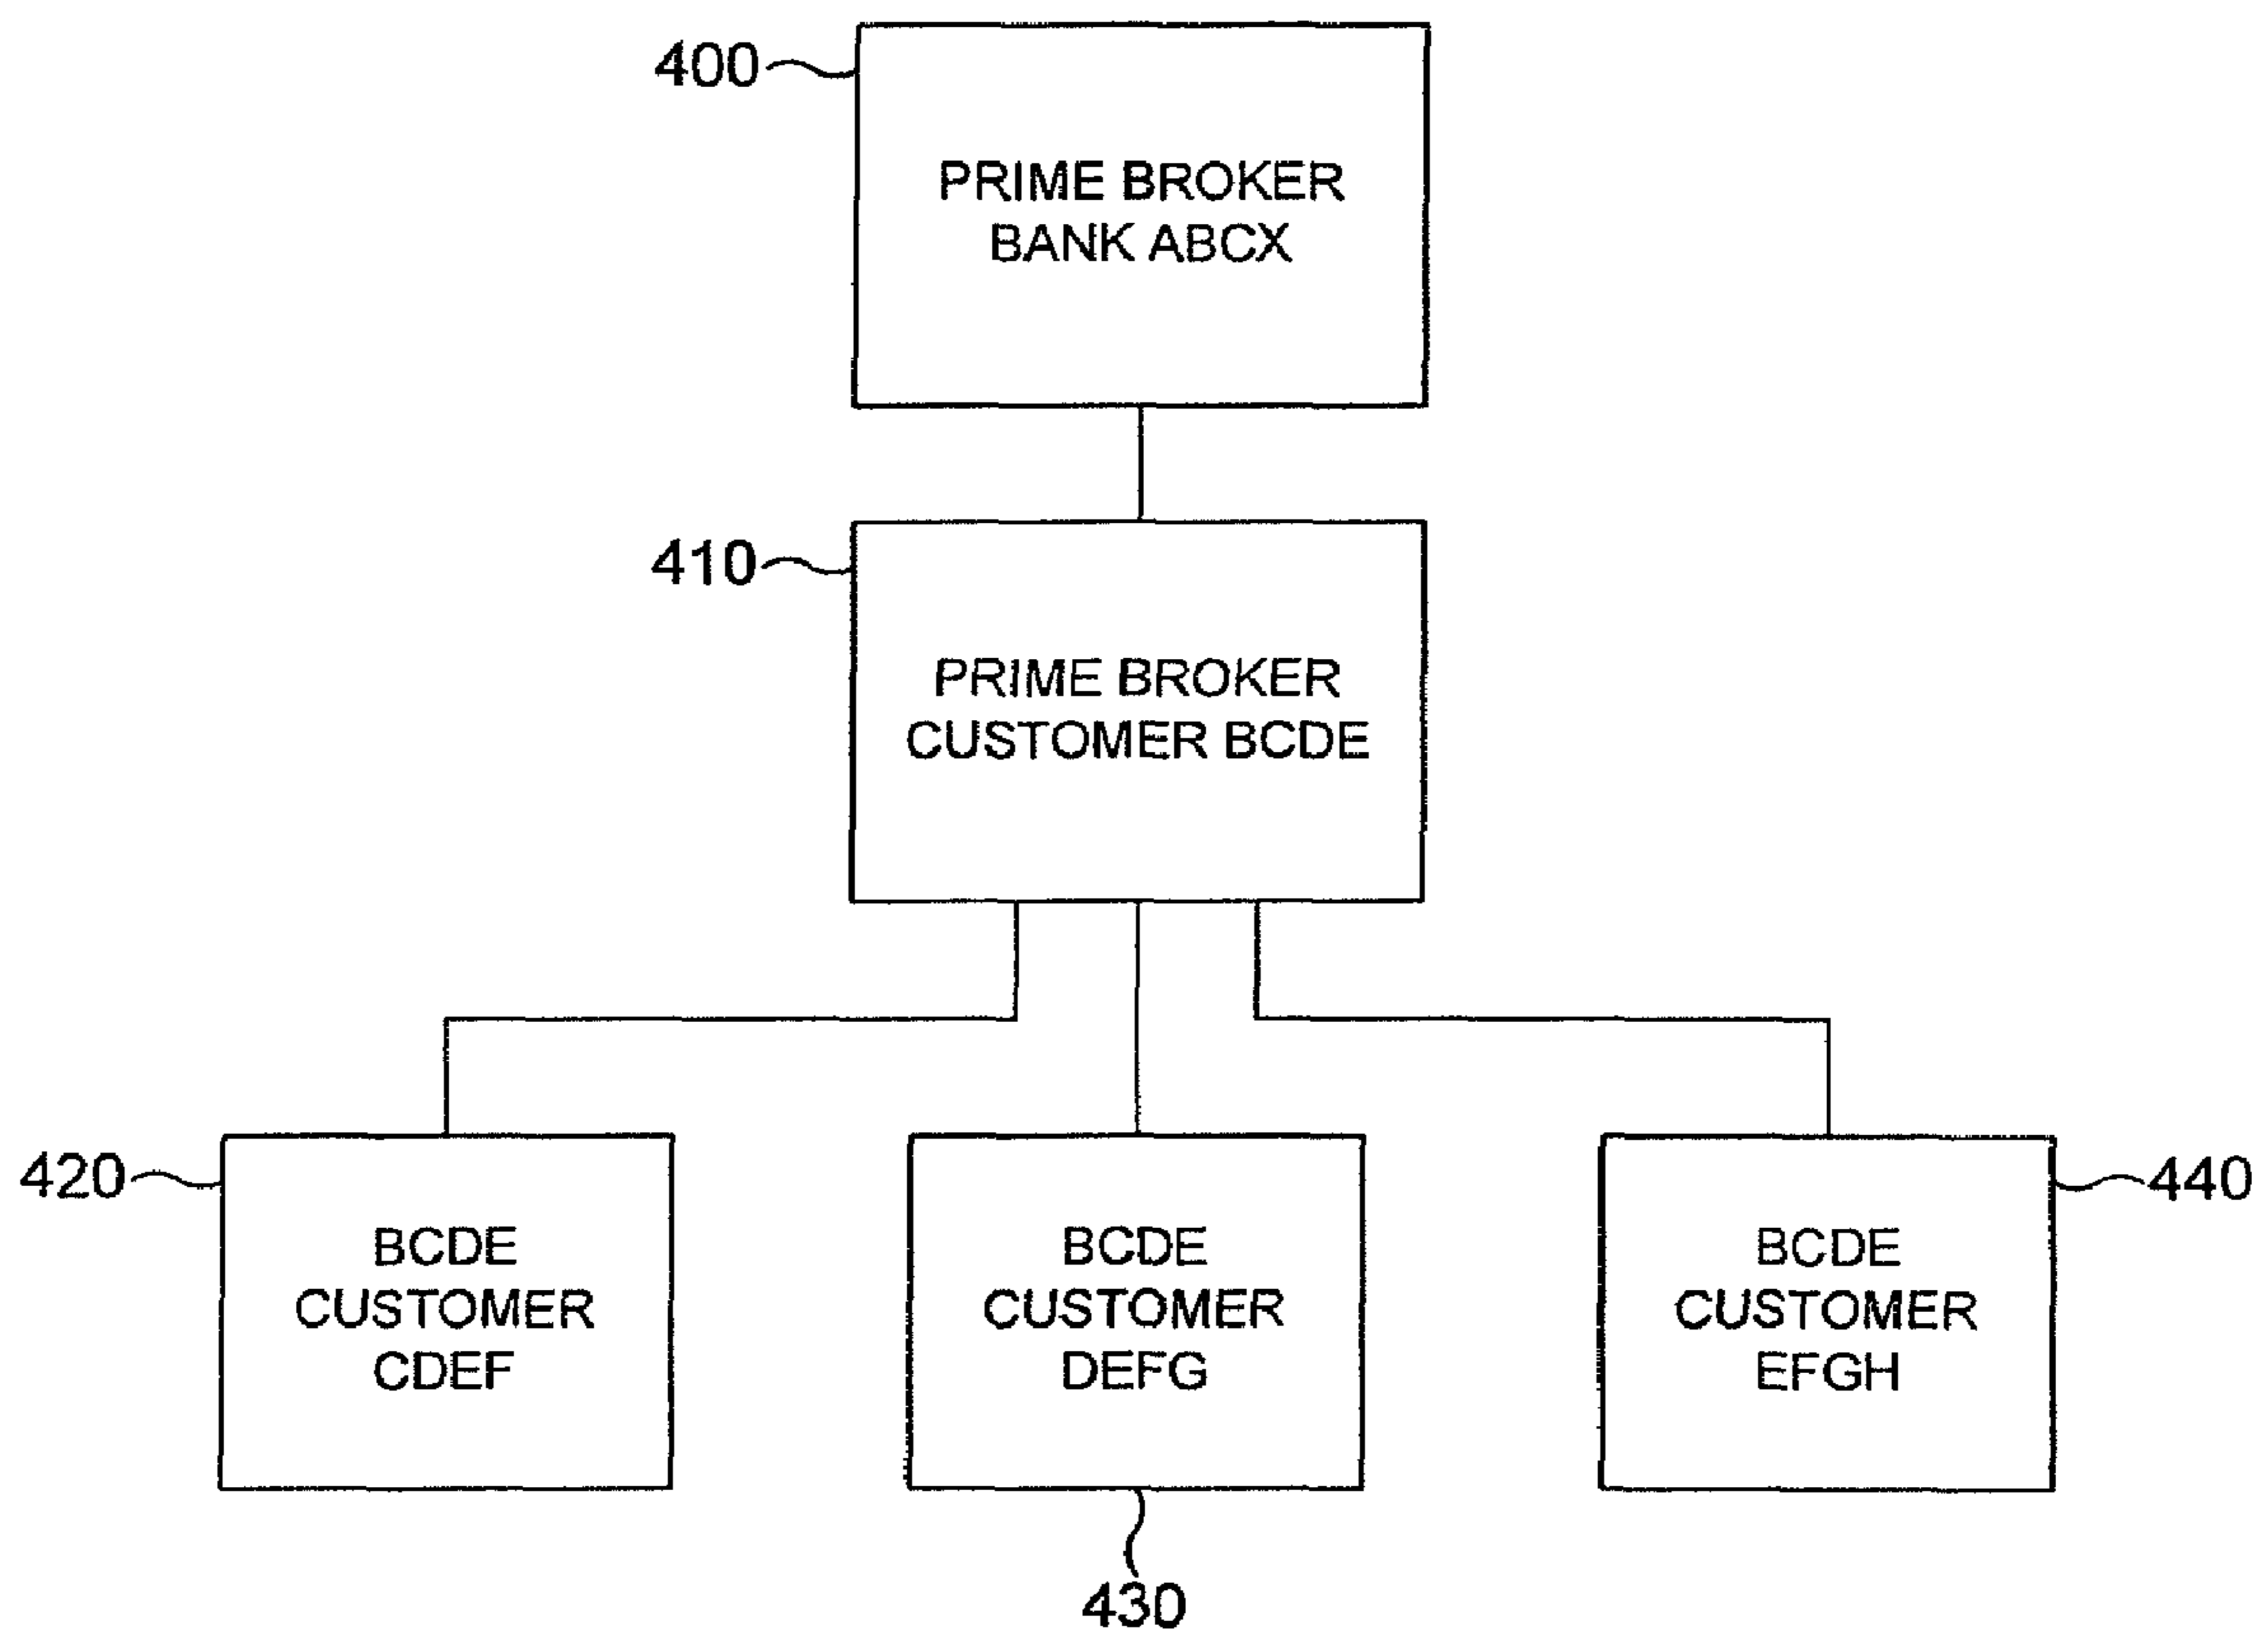 400
PRIME BROKER
BANK ABCX
410
PRIME BROKER
CUSTOMER BCDE
420
BCDE
CUSTOMER
CDEF
BCDE
CUSTOMER
DEFG
430
BCDE
CUSTOMER
EFGH
440